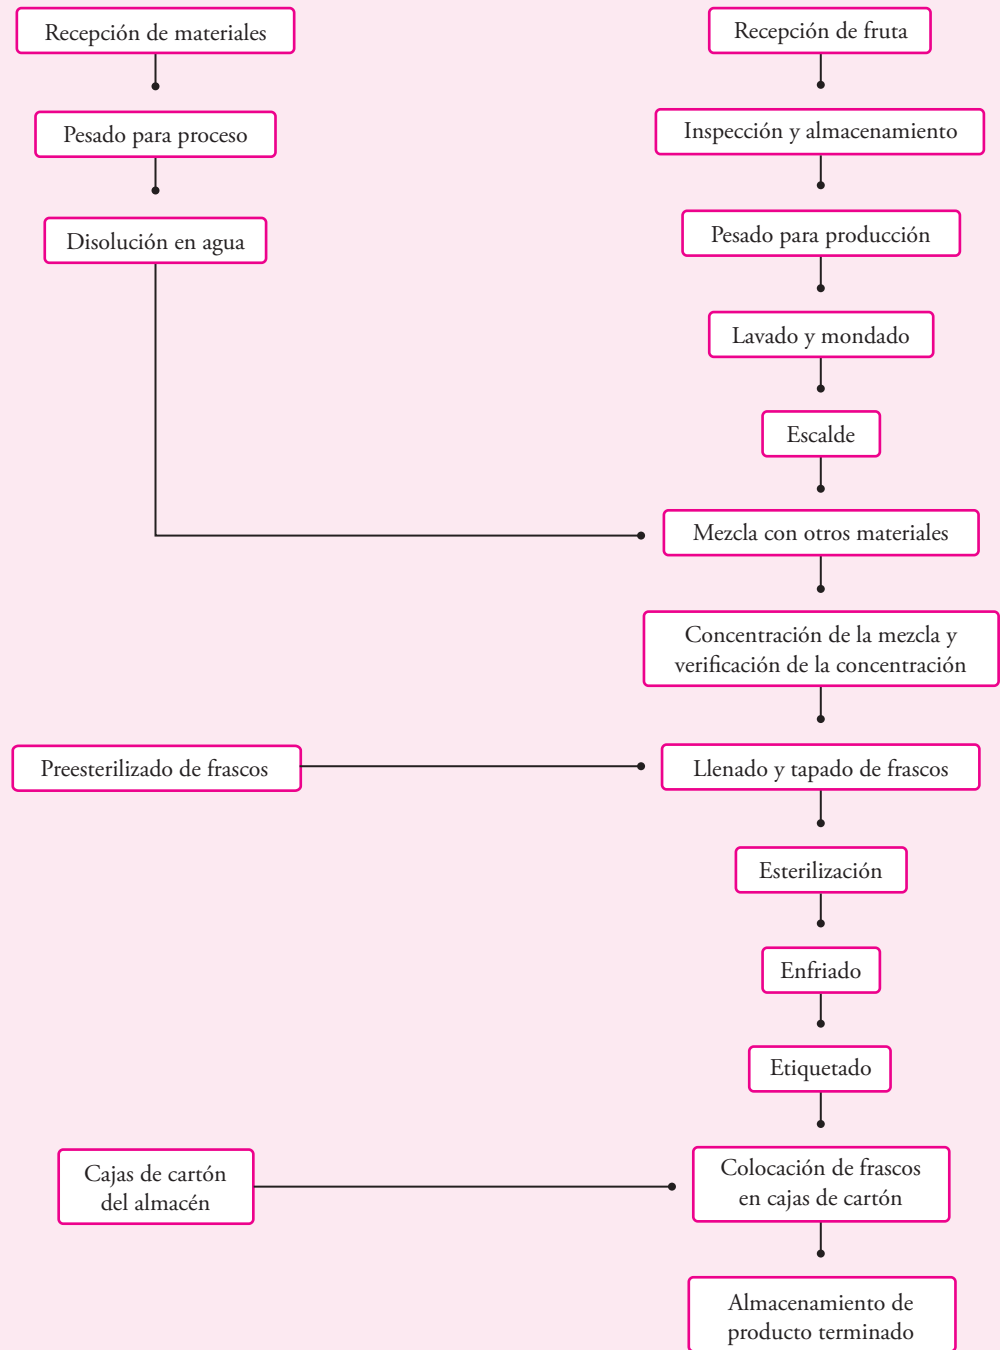 Recepción de materiales
Recepción de fruta
Pesado para proceso
Inspección y almacenamiento
Disolución en agua
Pesado para producción
Lavado y mondado
Escalde
Mezcla con otros materiales
Concentración de la mezcla y
verificación de la concentración
Preesterilizado de frascos
Llenado y tapado de frascos
Esterilización
Enfriado
Etiquetado
Cajas de cartón
del almacén
Colocación de frascos
en cajas de cartón
Almacenamiento de
producto terminado